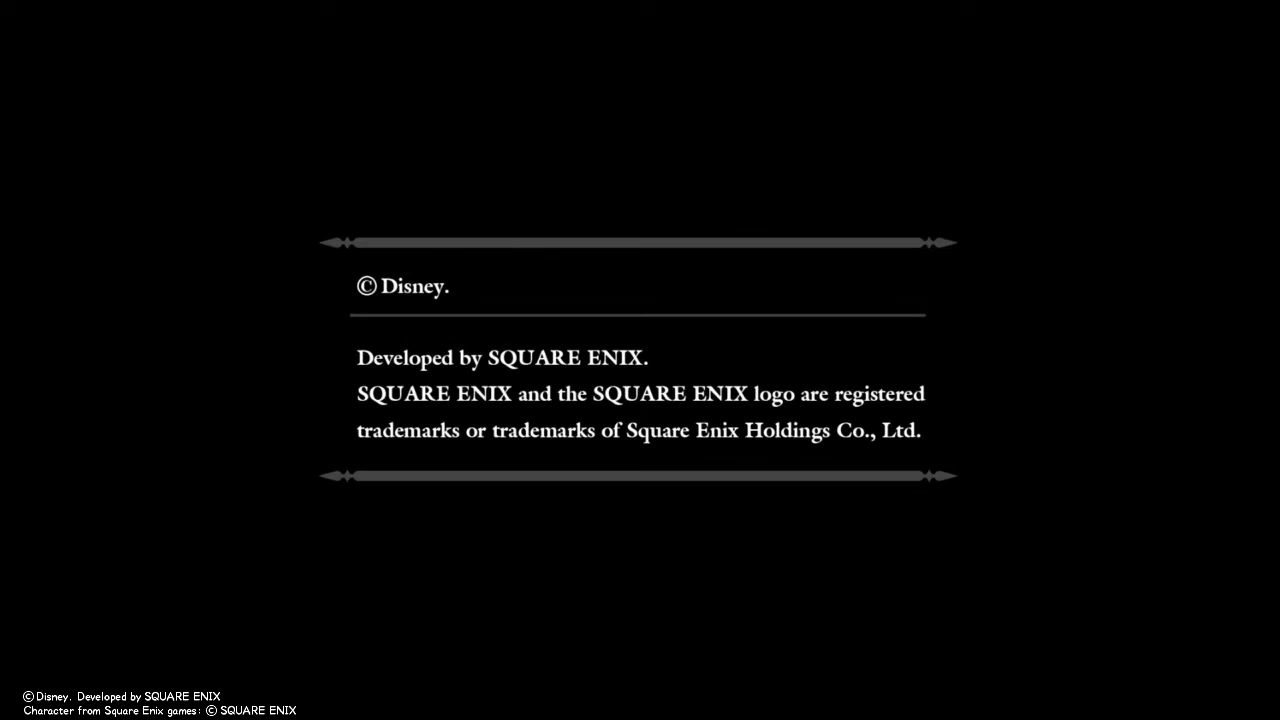 © Disney.
Developed by SQUARE ENIX.
SQUARE ENIX and the SQUARE ENIX logo are registered
trademarks or trademarks of Square Enix Holdings Co., Ltd.
© Disney. Developed by SQUARE ENIX
Character from Square Enix games: © SQUARE ENIX